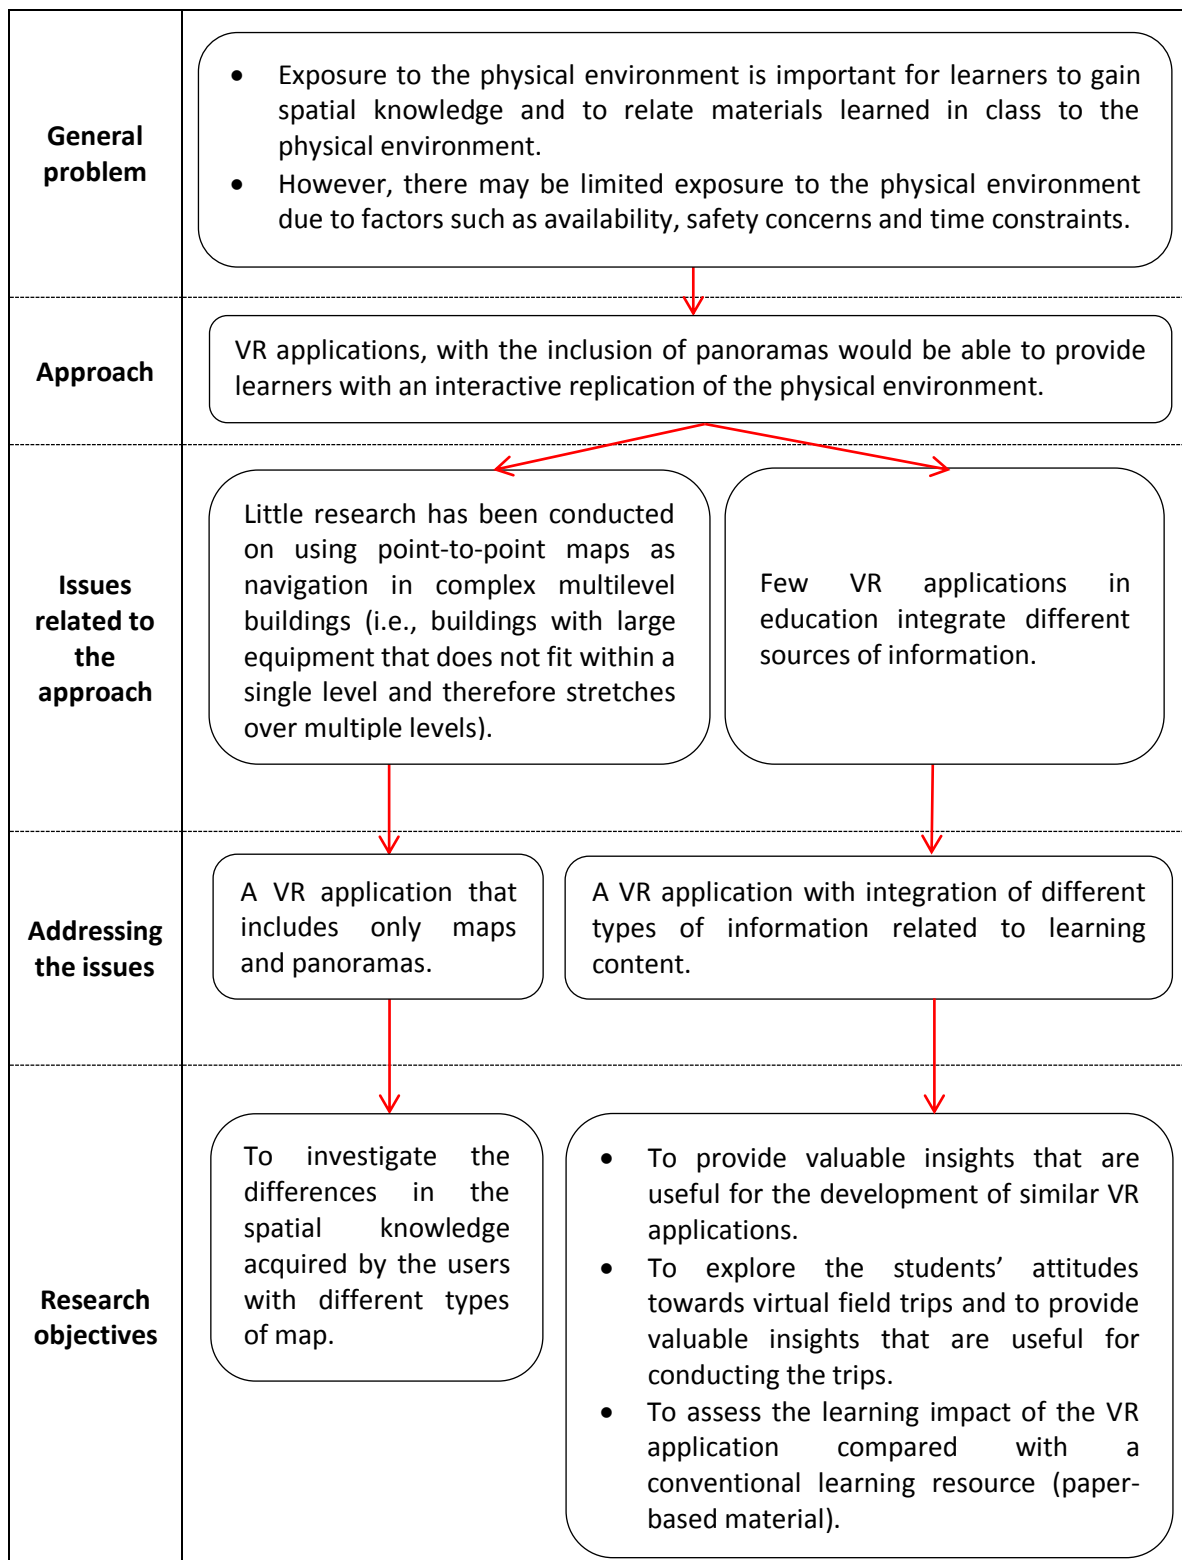 General
problem
• Exposure to the physical environment is important for learners to gain
spatial knowledge and to relate materials learned in class to the
physical environment.
• However, there may be limited exposure to the physical environment
due to factors such as availability, safety concerns and time constraints.
Approach
VR applications, with the inclusion of panoramas would be able to provide
learners with an interactive replication of the physical environment.
Issues
related to
the
approach
Little research has been conducted
on using point-to-point maps as
navigation in complex multilevel
buildings (i.e., buildings with large
equipment that does not fit within a
single level and therefore stretches
over multiple levels).
Few VR applications in
education integrate different
sources of information.
Addressing
the issues
A VR application that
includes only maps
and panoramas.
A VR application with integration of different
types of information related to learning
content.
Research
objectives
To investigate the
differences in the
spatial knowledge
acquired by the users
with different types
of map.
• To provide valuable insights that are
useful for the development of similar VR
applications.
• To explore the students’ attitudes
towards virtual field trips and to provide
valuable insights that are useful for
conducting the trips.
• To assess the learning impact of the VR
application compared with a
conventional learning resource (paper-
based material).